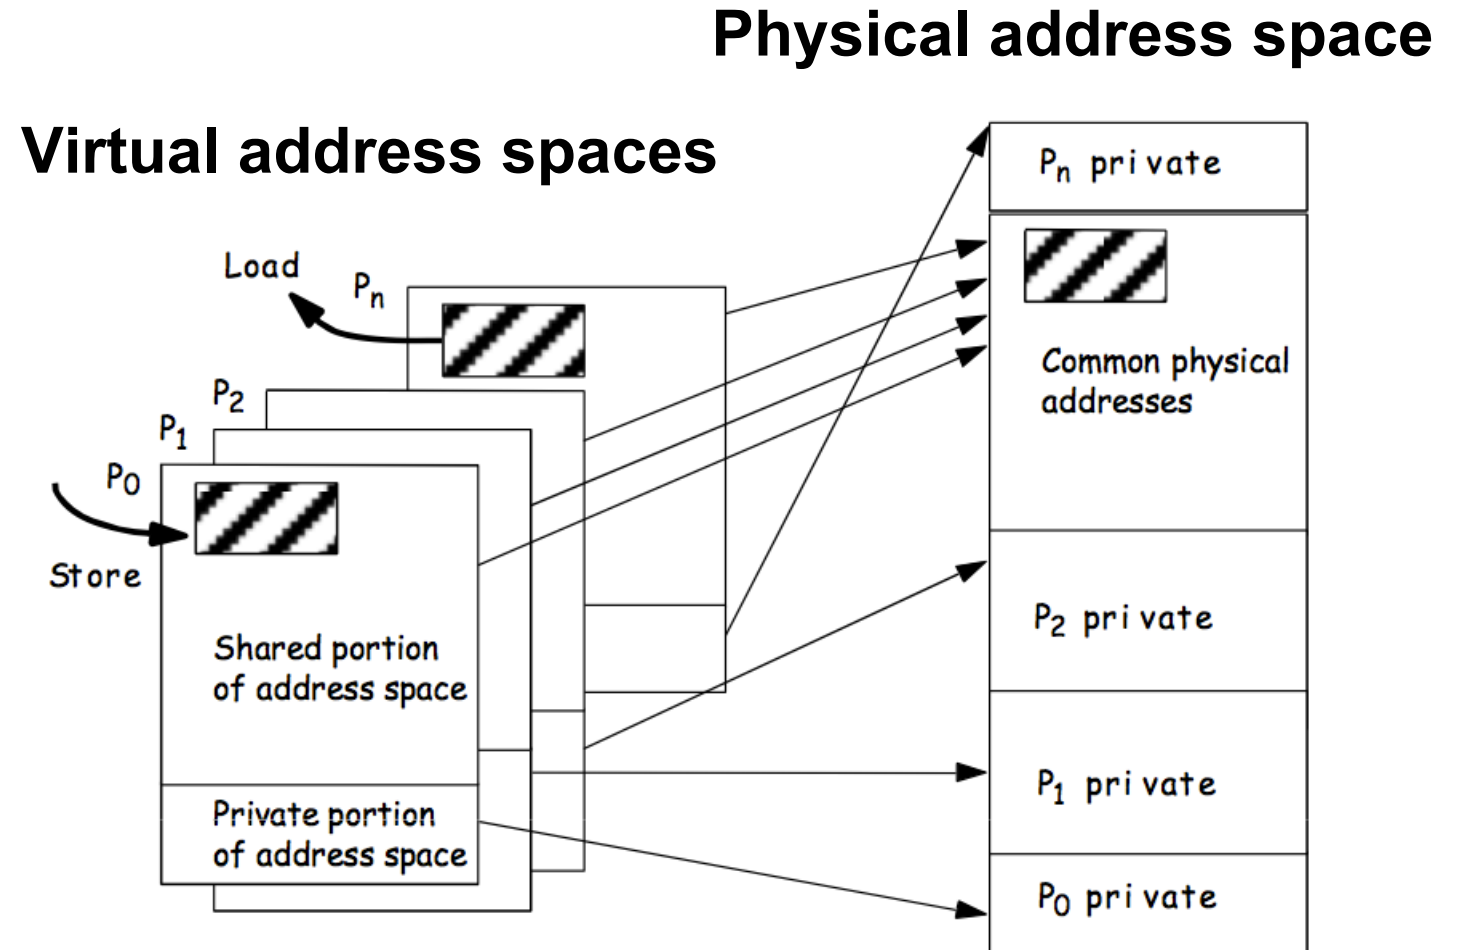 Physical address space
Virtual address spaces
Pn private
Load
Pn
Common physical
addresses
P2
P1
P0
Store
Shared portion
of address space
P2 private
P1 private
Private portion
of address space
P0 private